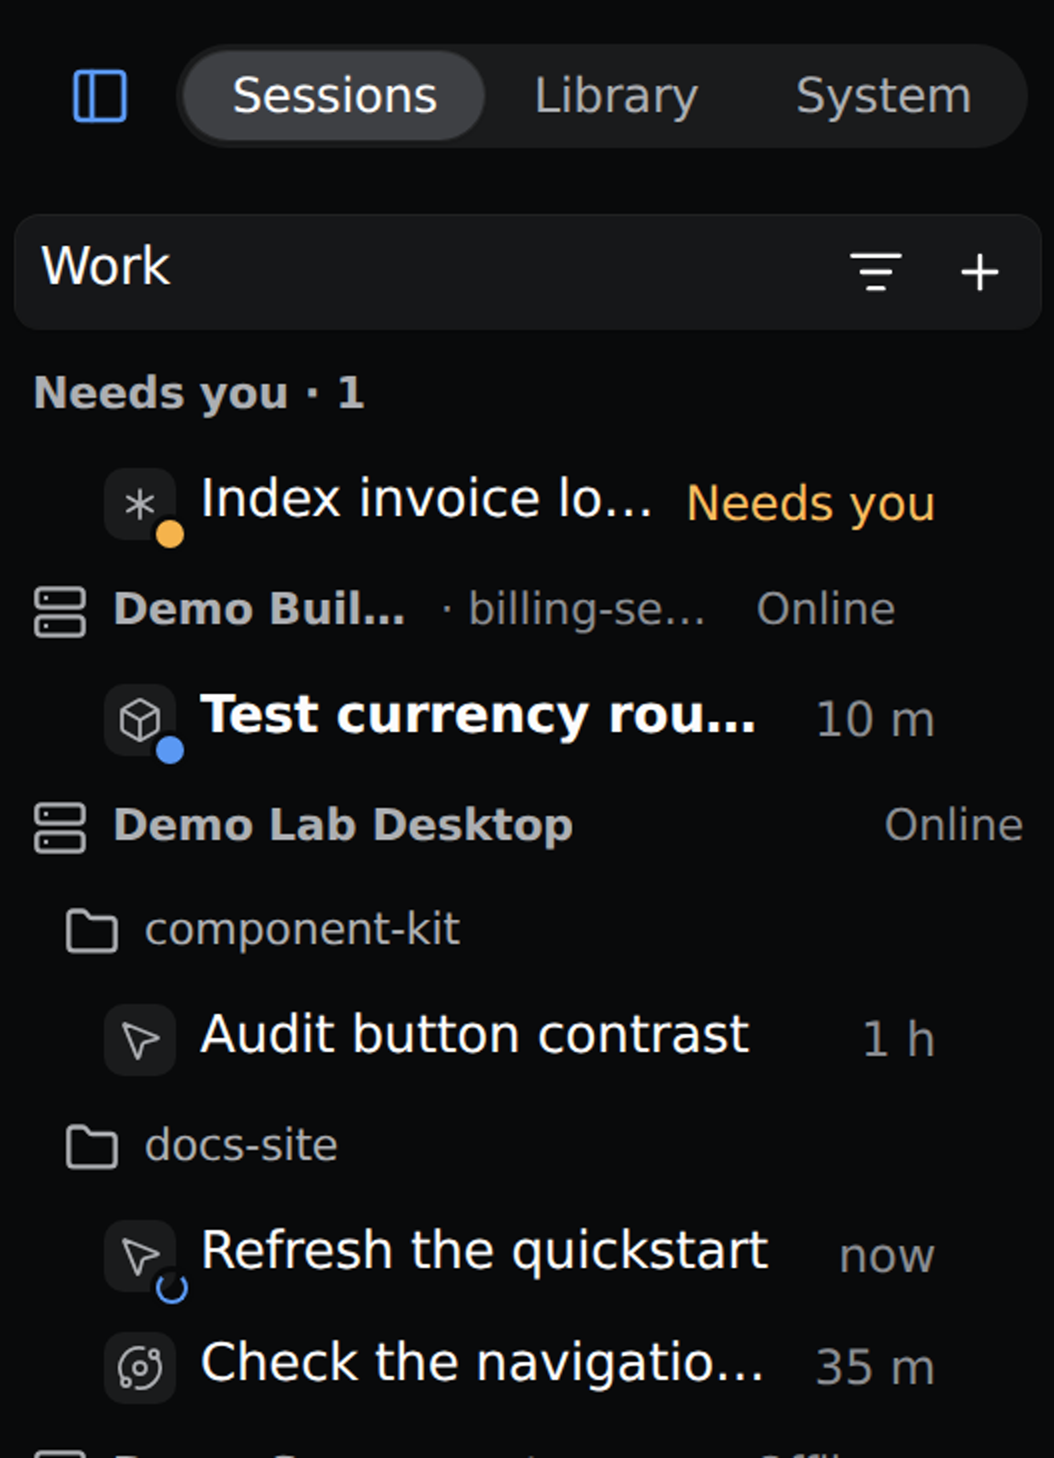 Sessions Library System
Work
Needs you · 1
Index invoice lo... Needs you
Demo Buil... · billing-se... Online
Test currency rou... 10 m
Demo Lab Desktop Online
component-kit
Audit button contrast 1 h
docs-site
Refresh the quickstart now
Check the navigatio... 35 m